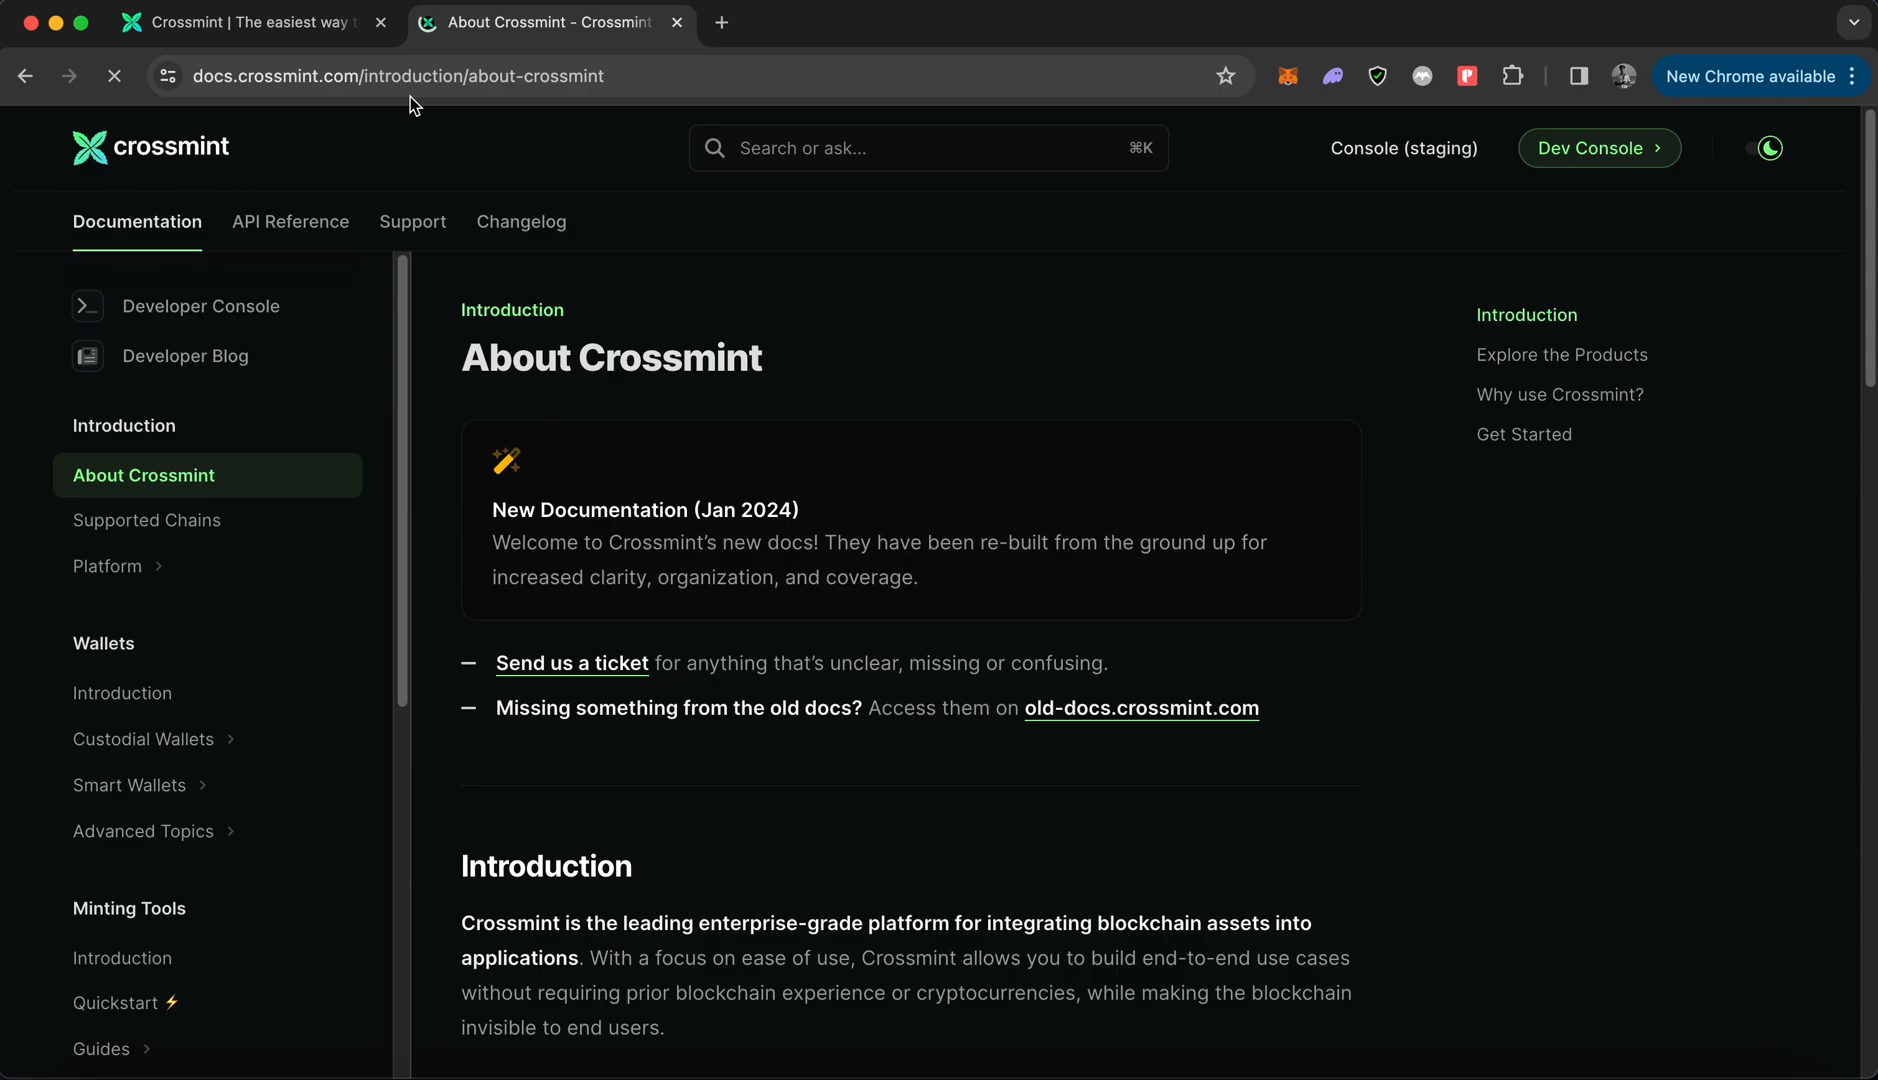 Crossmint | The easiest way t
About Crossmint - Crossmint
docs.crossmint.com/introduction/about-crossmint
New Chrome available
crossmint
Search or ask...
⌘K
Console (staging)
Dev Console
Documentation
API Reference
Support
Changelog
Developer Console
Developer Blog
Introduction
About Crossmint
Supported Chains
Platform
Wallets
Introduction
Custodial Wallets
Smart Wallets
Advanced Topics
Minting Tools
Introduction
Quickstart ⚡
Guides
Introduction
About Crossmint
New Documentation (Jan 2024)
Welcome to Crossmint’s new docs! They have been re-built from the ground up for
increased clarity, organization, and coverage.
— Send us a ticket for anything that’s unclear, missing or confusing.
— Missing something from the old docs? Access them on old-docs.crossmint.com
Introduction
Crossmint is the leading enterprise-grade platform for integrating blockchain assets into
applications. With a focus on ease of use, Crossmint allows you to build end-to-end use cases
without requiring prior blockchain experience or cryptocurrencies, while making the blockchain
invisible to end users.
Introduction
Explore the Products
Why use Crossmint?
Get Started